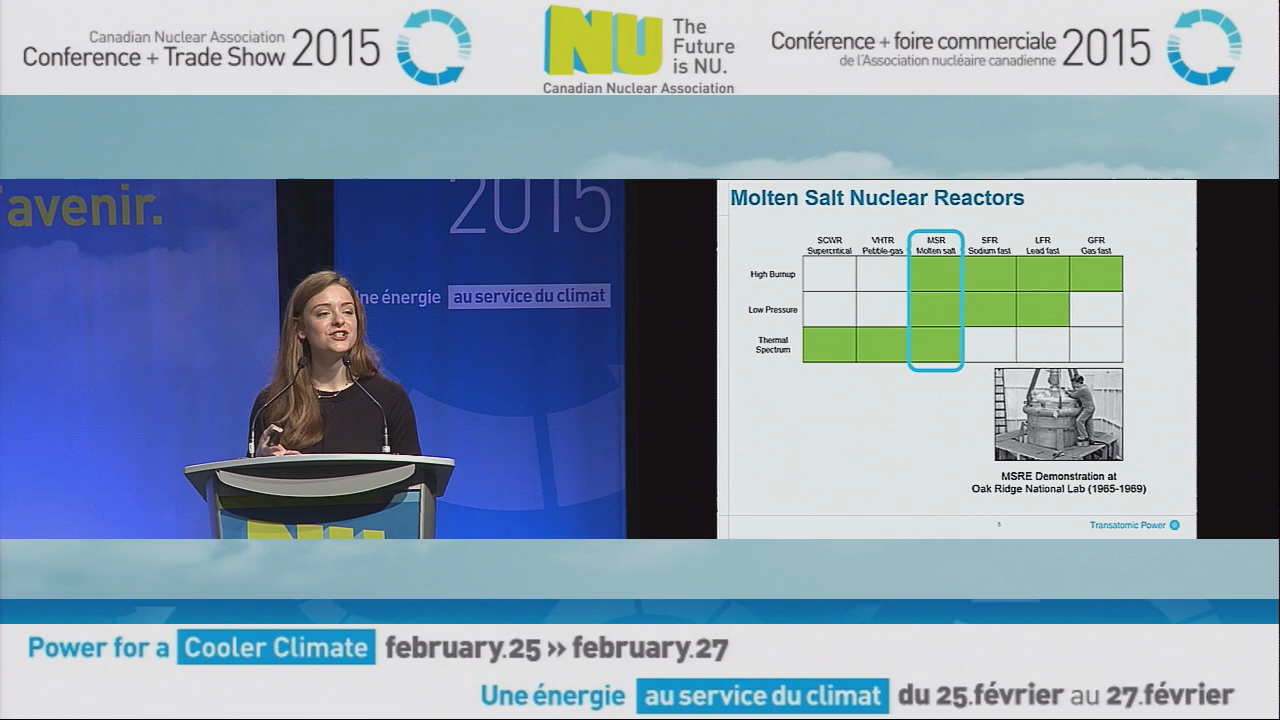 Canadian Nuclear Association
Conference + Trade Show 2015
NU
The
Future
is NU.
Canadian Nuclear Association
Conférence + foire commerciale 2015
de l'Association nucléaire canadienne
'avenir.
2015
ne énergie au service du climat
NU
Molten Salt Nuclear Reactors
SCWR VHTR MSR SFR LFR GFR
Supercritical Pebble-gas Molten salt Sodium fast Lead fast Gas fast
High Burnup
Low Pressure
Thermal
Spectrum
MSRE Demonstration at
Oak Ridge National Lab (1965-1969)
5
Transatomic Power
Power for a Cooler Climate february.25 ›› february.27
Une énergie au service du climat du 25.février au 27.février